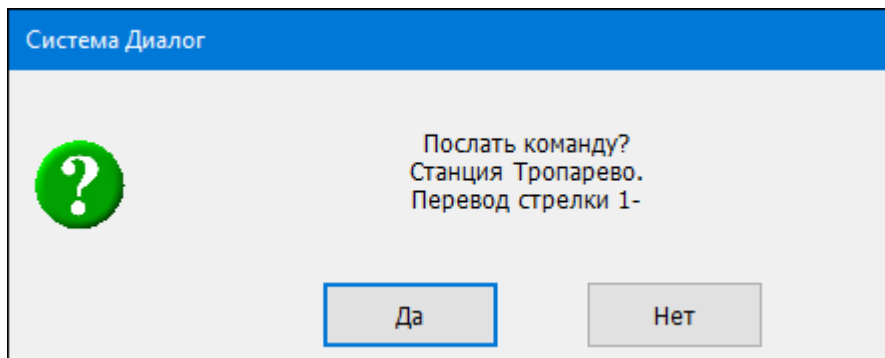 Система Диалог
Послать команду?
Станция Тропарево.
Перевод стрелки 1-
Да
Нет